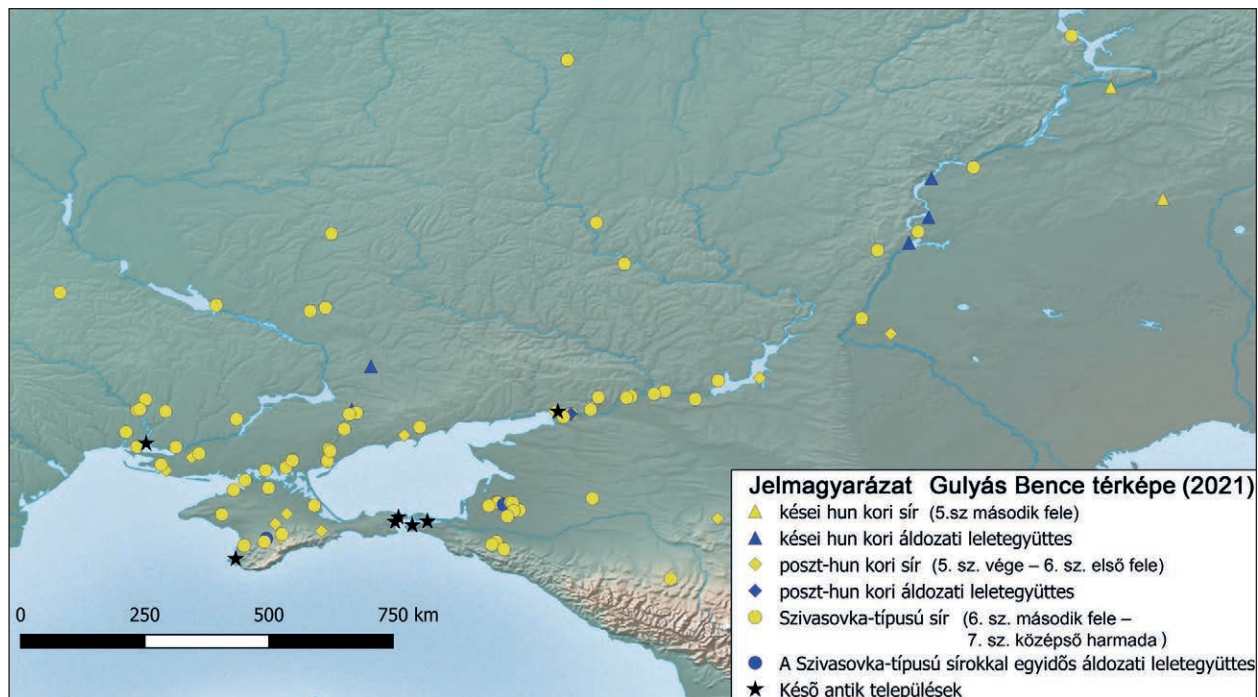 Jelmagyarázat Gulyás Bence térképe (2021)
kései hun kori sír (5.sz második fele)
kései hun kori áldozati leletegyüttes
poszt-hun kori sír (5. sz. vége – 6. sz. első fele)
poszt-hun kori áldozati leletegyüttes
Szivasovka-típusú sír (6. sz. második fele –
7. sz. középső harmada)
A Szivasovka-típusú sírokkal egyidõs áldozati leletegyüttes
Késõ antik települések
0 250 500 750 km